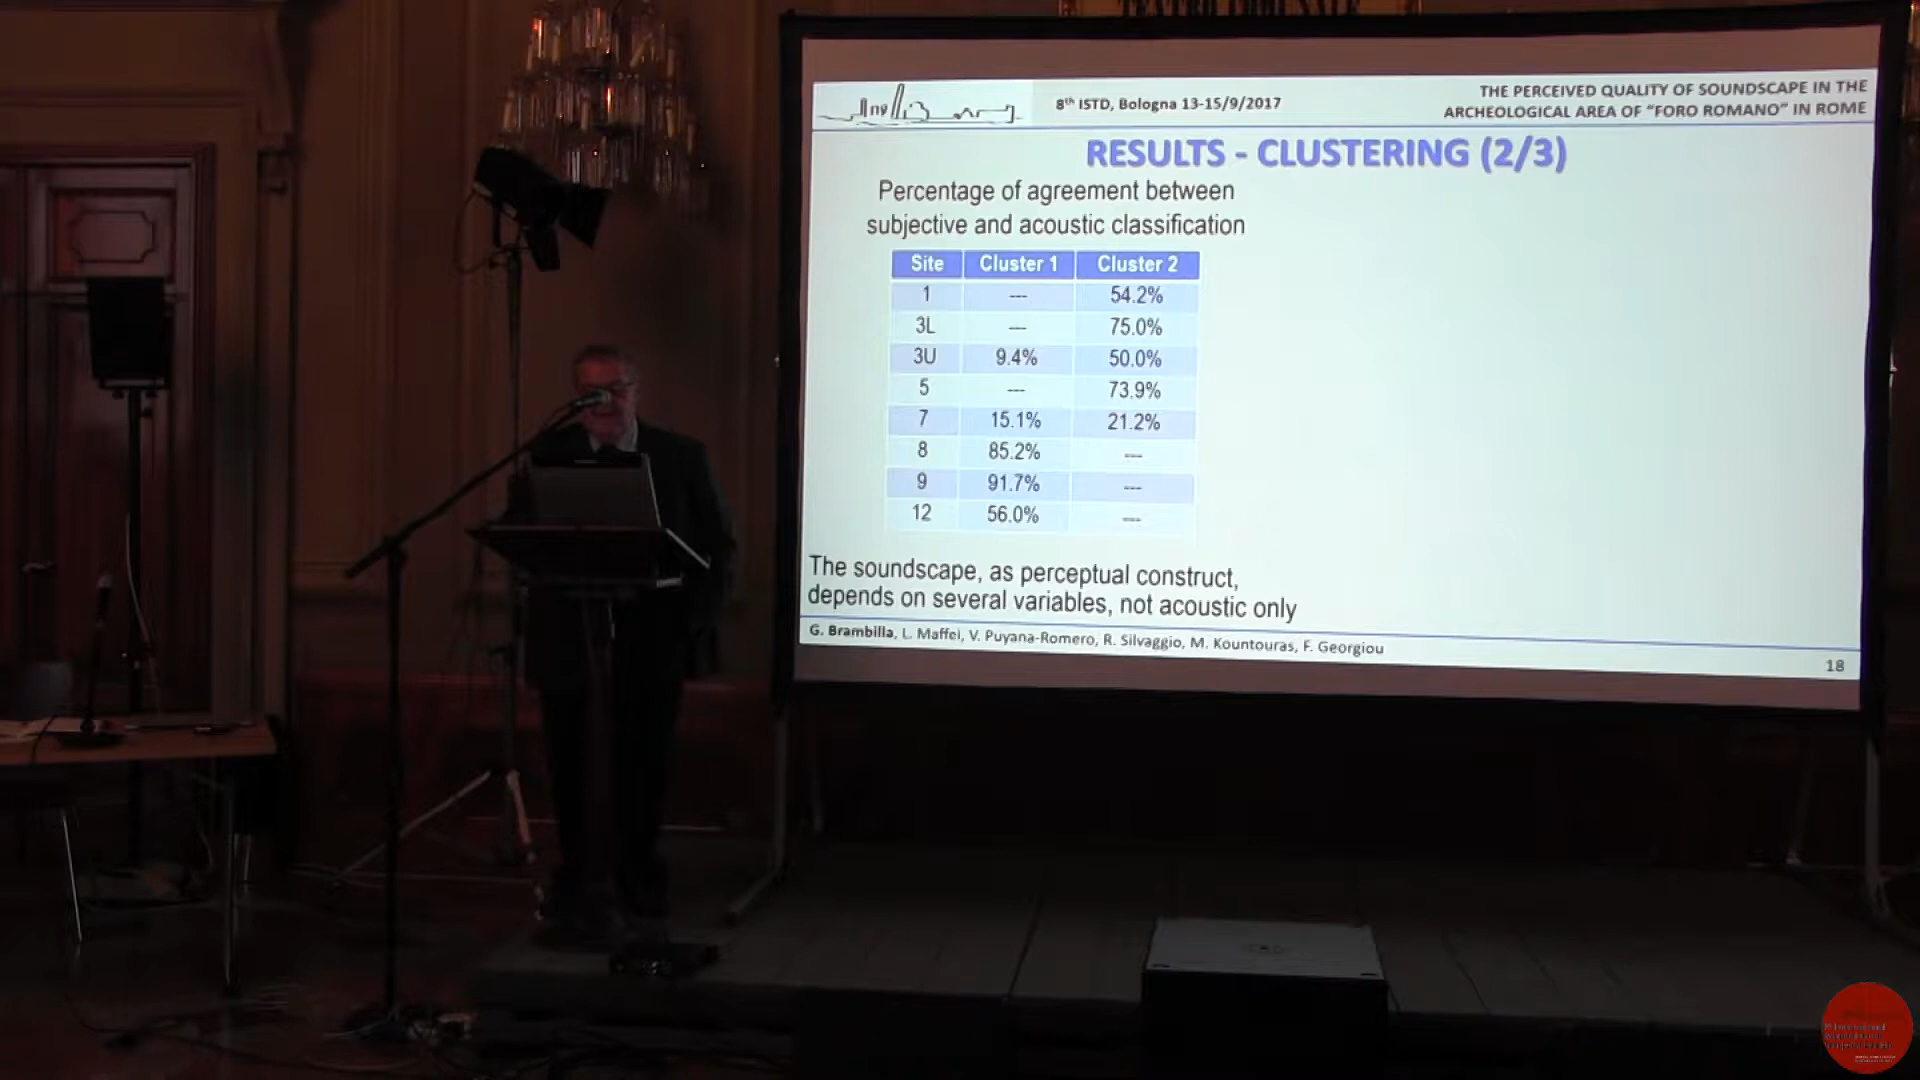 8th ISTD, Bologna 13-15/9/2017
THE PERCEIVED QUALITY OF SOUNDSCAPE IN THE
ARCHEOLOGICAL AREA OF "FORO ROMANO" IN ROME
RESULTS - CLUSTERING (2/3)
Percentage of agreement between
subjective and acoustic classification
Site Cluster 1 Cluster 2
1 --- 54.2%
3L --- 75.0%
3U 9.4% 50.0%
5 --- 73.9%
7 15.1% 21.2%
8 85.2% ---
9 91.7% ---
12 56.0% ---
The soundscape, as perceptual construct,
depends on several variables, not acoustic only
G. Brambilla, L. Maffei, V. Puyana-Romero, R. Silvaggio, M. Kountouras, F. Georgiou
18